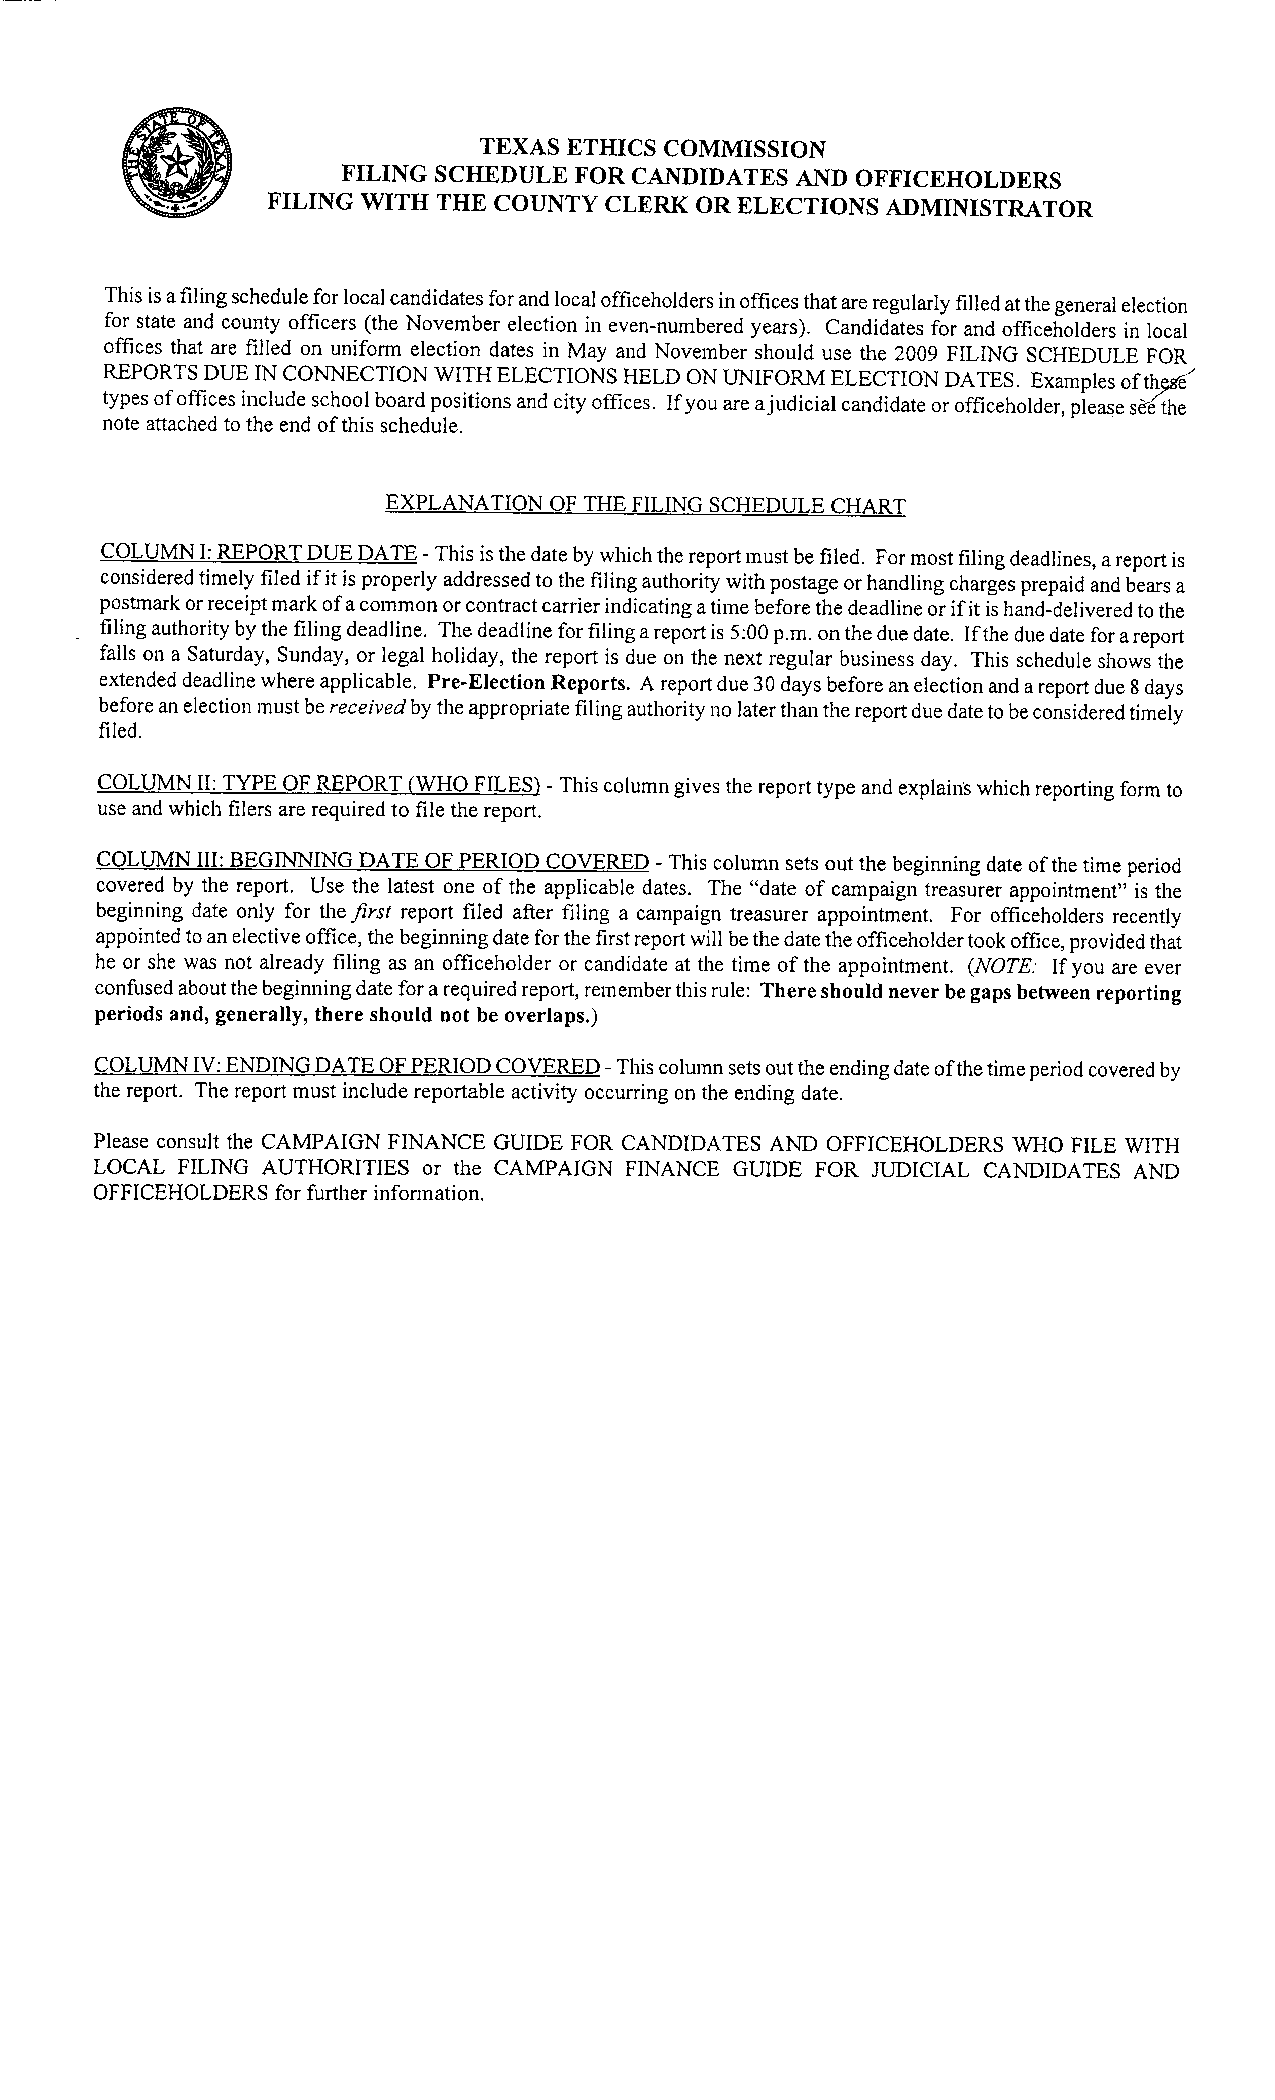 THE STATE OF TEXAS
TEXAS ETHICS COMMISSION
FILING SCHEDULE FOR CANDIDATES AND OFFICEHOLDERS
FILING WITH THE COUNTY CLERK OR ELECTIONS ADMINISTRATOR
This is a filing schedule for local candidates for and local officeholders in offices that are regularly filled at the general election
for state and county officers (the November election in even-numbered years). Candidates for and officeholders in local
offices that are filled on uniform election dates in May and November should use the 2009 FILING SCHEDULE FOR
REPORTS DUE IN CONNECTION WITH ELECTIONS HELD ON UNIFORM ELECTION DATES. Examples of these
types of offices include school board positions and city offices. If you are a judicial candidate or officeholder, please see the
note attached to the end of this schedule.
EXPLANATION OF THE FILING SCHEDULE CHART
COLUMN I: REPORT DUE DATE - This is the date by which the report must be filed. For most filing deadlines, a report is
considered timely filed if it is properly addressed to the filing authority with postage or handling charges prepaid and bears a
postmark or receipt mark of a common or contract carrier indicating a time before the deadline or if it is hand-delivered to the
filing authority by the filing deadline. The deadline for filing a report is 5:00 p.m. on the due date. If the due date for a report
falls on a Saturday, Sunday, or legal holiday, the report is due on the next regular business day. This schedule shows the
extended deadline where applicable. Pre-Election Reports. A report due 30 days before an election and a report due 8 days
before an election must be received by the appropriate filing authority no later than the report due date to be considered timely
filed.
COLUMN II: TYPE OF REPORT (WHO FILES) - This column gives the report type and explains which reporting form to
use and which filers are required to file the report.
COLUMN III: BEGINNING DATE OF PERIOD COVERED - This column sets out the beginning date of the time period
covered by the report. Use the latest one of the applicable dates. The “date of campaign treasurer appointment” is the
beginning date only for the first report filed after filing a campaign treasurer appointment. For officeholders recently
appointed to an elective office, the beginning date for the first report will be the date the officeholder took office, provided that
he or she was not already filing as an officeholder or candidate at the time of the appointment. (NOTE: If you are ever
confused about the beginning date for a required report, remember this rule: There should never be gaps between reporting
periods and, generally, there should not be overlaps.)
COLUMN IV: ENDING DATE OF PERIOD COVERED - This column sets out the ending date of the time period covered by
the report. The report must include reportable activity occurring on the ending date.
Please consult the CAMPAIGN FINANCE GUIDE FOR CANDIDATES AND OFFICEHOLDERS WHO FILE WITH
LOCAL FILING AUTHORITIES or the CAMPAIGN FINANCE GUIDE FOR JUDICIAL CANDIDATES AND
OFFICEHOLDERS for further information.